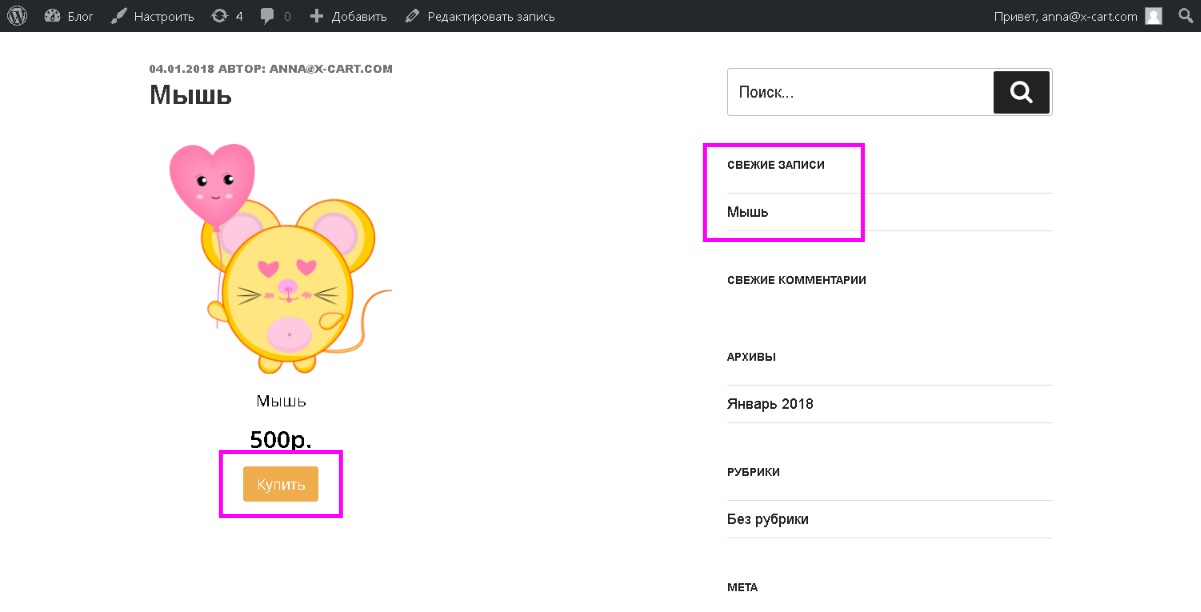 Блог Настроить 4 0 Добавить Редактировать запись Привет, anna@x-cart.com
04.01.2018 АВТОР: ANNA@X-CART.COM
Мышь
Мышь
500р.
Купить
Поиск...
СВЕЖИЕ ЗАПИСИ
Мышь
СВЕЖИЕ КОММЕНТАРИИ
АРХИВЫ
Январь 2018
РУБРИКИ
Без рубрики
МЕТА